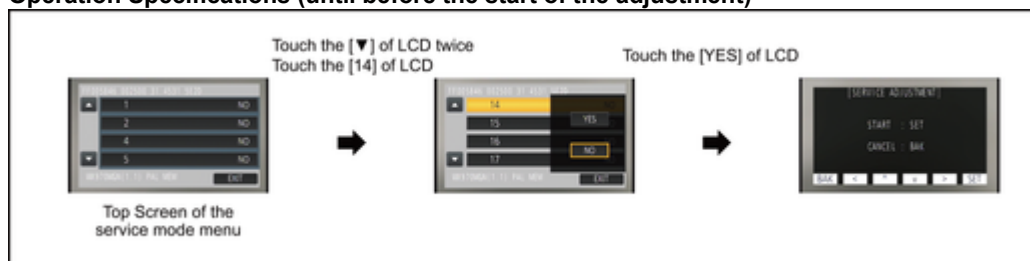 Operation Specifications (until before the start of the adjustment)
Touch the [▼] of LCD twice
Touch the [14] of LCD
Touch the [YES] of LCD
1 NO
2 NO
4 NO
5 NO
EXIT
Top Screen of the
service mode menu
14
15
16
17
YES
NO
EXIT
[SERVICE ADJUSTMENT]
START : SET
CANCEL : BAK
BAK < ^ v > SET